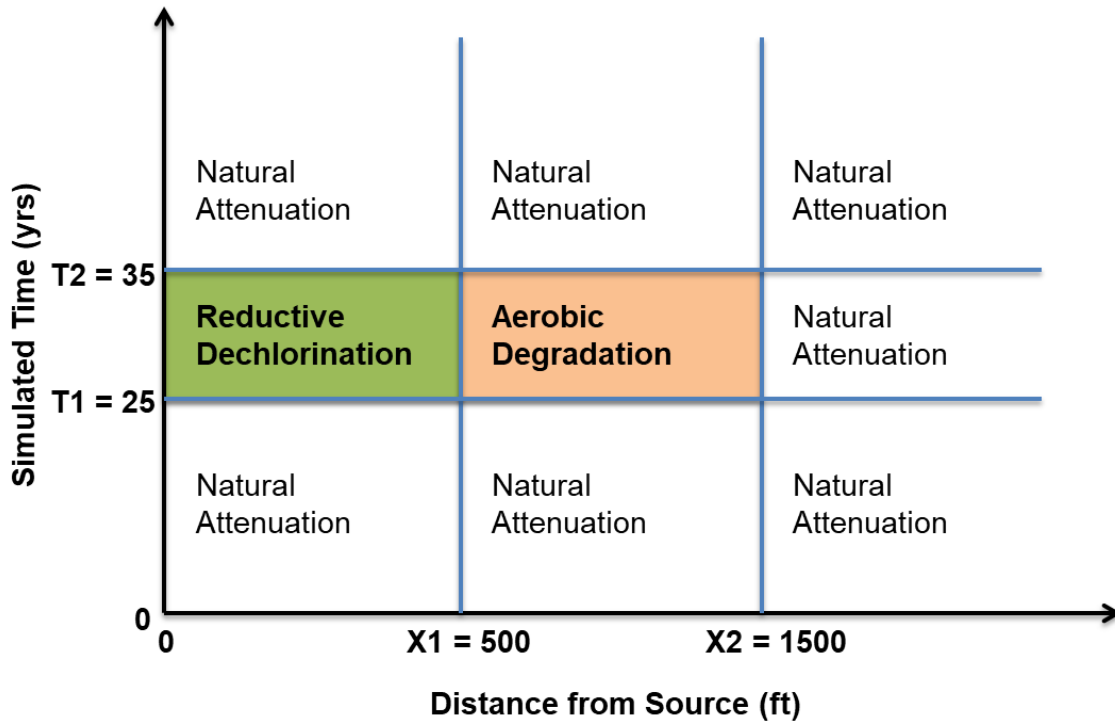 Simulated Time (yrs)
Natural
Attenuation
Natural
Attenuation
Natural
Attenuation
T2 = 35
Reductive
Dechlorination
Aerobic
Degradation
Natural
Attenuation
T1 = 25
Natural
Attenuation
Natural
Attenuation
Natural
Attenuation
0
0
X1 = 500
X2 = 1500
Distance from Source (ft)